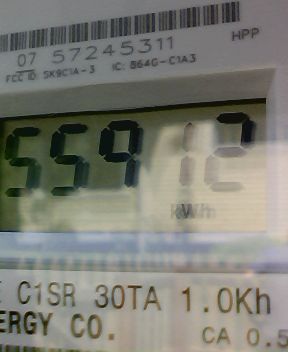 07 57245311 HPP
FCC ID: SK9C1A-3 IC: 864G-C1A3
55912
kWh
C1SR 30TA 1.0Kh
ERGY CO. CA 0.5